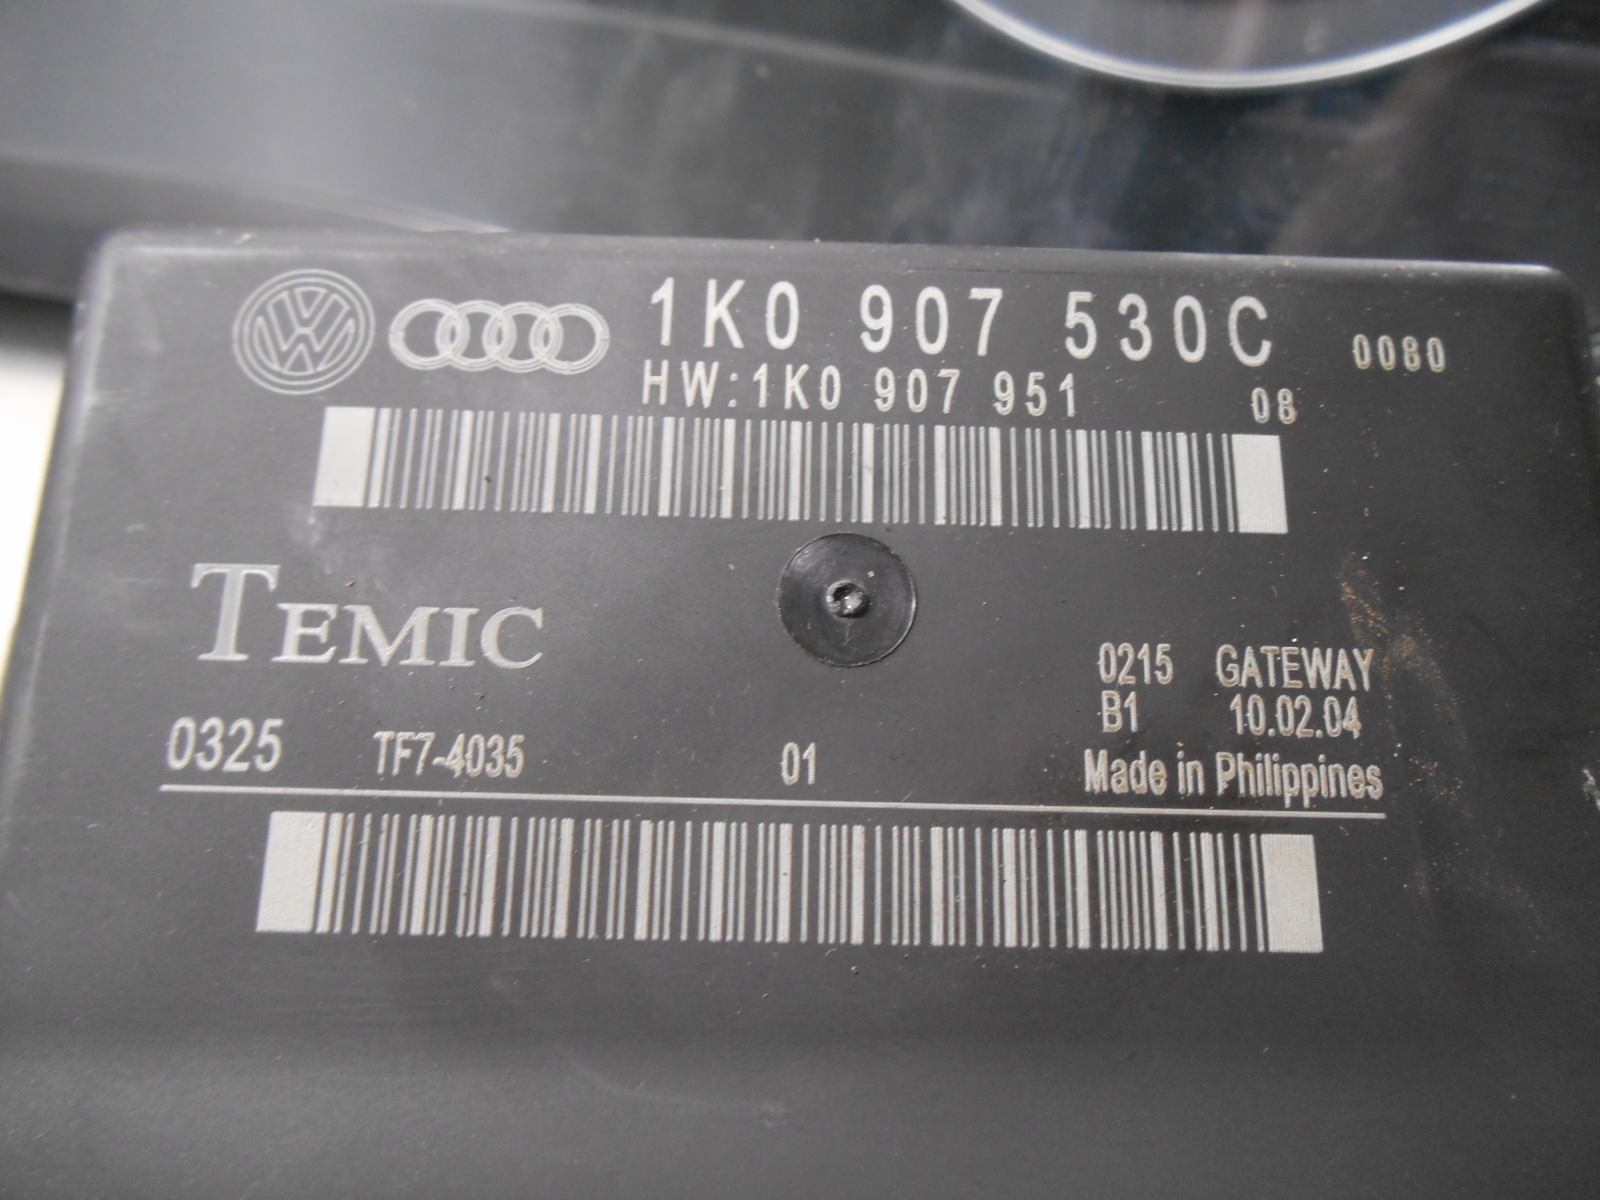 1K0 907 530C 0080
HW:1K0 907 951 08
TEMIC
0215 GATEWAY
B1 10.02.04
0325 TF7-4035 01 Made in Philippines